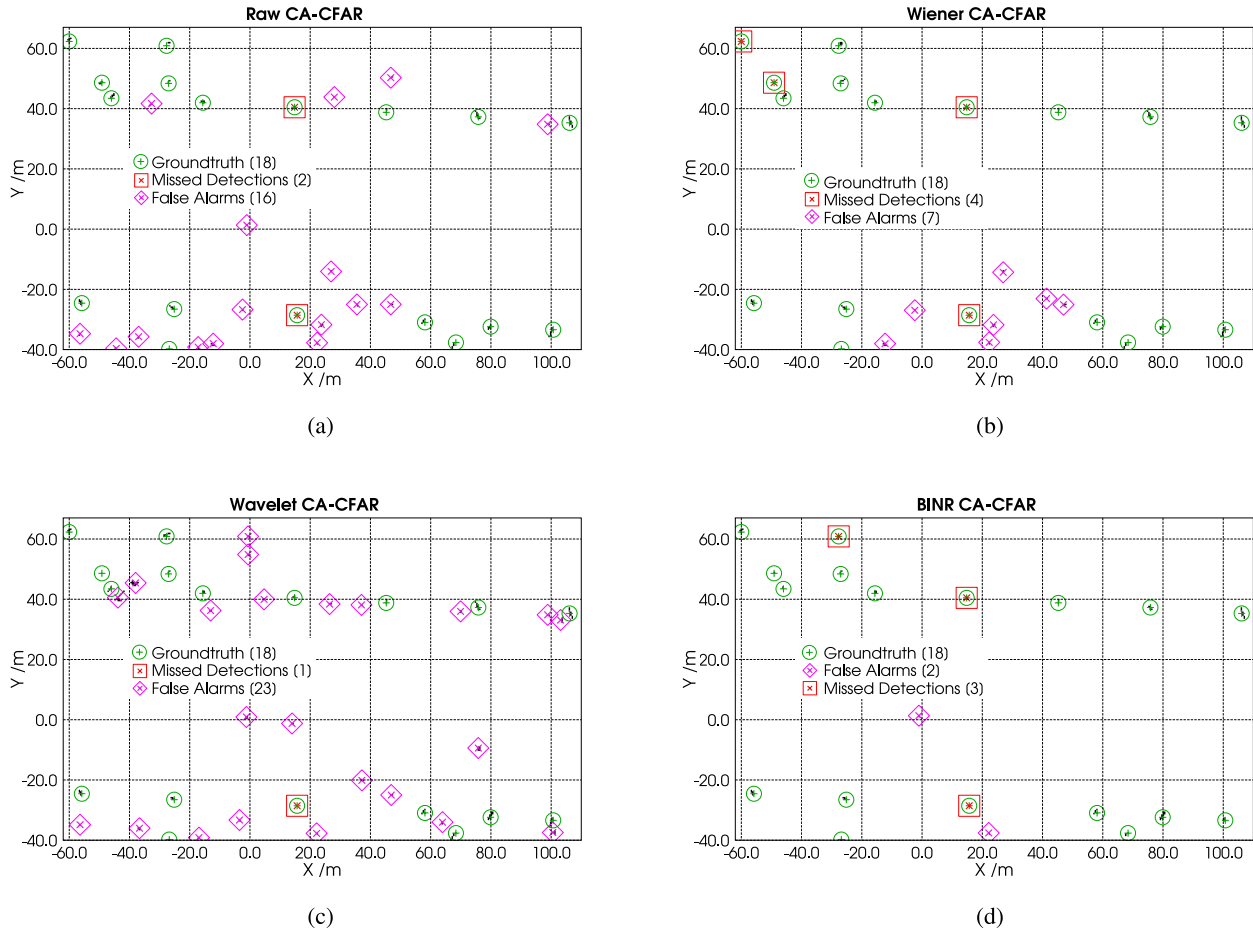 Raw CA-CFAR
60.0
40.0
20.0
0.0
-20.0
-40.0
Y /m
Groundtruth (18)
Missed Detections (2)
False Alarms (16)
-60.0 -40.0 -20.0 0.0 20.0 40.0 60.0 80.0 100.0
X /m
(a)
Wiener CA-CFAR
60.0
40.0
20.0
0.0
-20.0
-40.0
Y /m
Groundtruth (18)
Missed Detections (4)
False Alarms (7)
-60.0 -40.0 -20.0 0.0 20.0 40.0 60.0 80.0 100.0
X /m
(b)
Wavelet CA-CFAR
60.0
40.0
20.0
0.0
-20.0
-40.0
Y /m
Groundtruth (18)
Missed Detections (1)
False Alarms (23)
-60.0 -40.0 -20.0 0.0 20.0 40.0 60.0 80.0 100.0
X /m
(c)
BINR CA-CFAR
60.0
40.0
20.0
0.0
-20.0
-40.0
Y /m
Groundtruth (18)
False Alarms (2)
Missed Detections (3)
-60.0 -40.0 -20.0 0.0 20.0 40.0 60.0 80.0 100.0
X /m
(d)